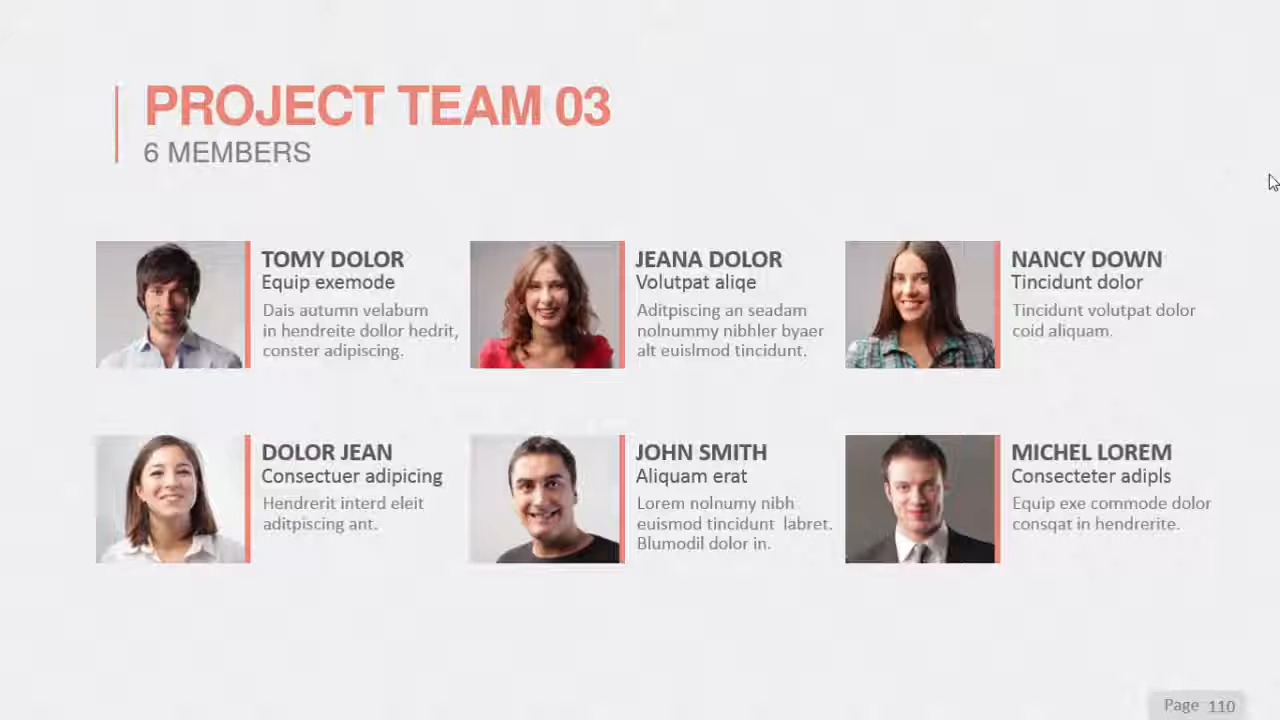 PROJECT TEAM 03
6 MEMBERS
TOMY DOLOR
Equip exemode
Dais autumn velabum
in hendreite dollor hedrit,
conster adipiscing.
JEANA DOLOR
Volutpat aliqe
Aditpiscing an seadam
nolnummy nibhler byaer
alt euislmod tincidunt.
NANCY DOWN
Tincidunt dolor
Tincidunt volutpat dolor
coid aliquam.
DOLOR JEAN
Consectuer adipicing
Hendrerit interd eleit
aditpiscing ant.
JOHN SMITH
Aliquam erat
Lorem nolnumy nibh
euismod tincidunt labret.
Blumodil dolor in.
MICHEL LOREM
Consecteter adipls
Equip exe commode dolor
consqat in hendrerite.
Page 110